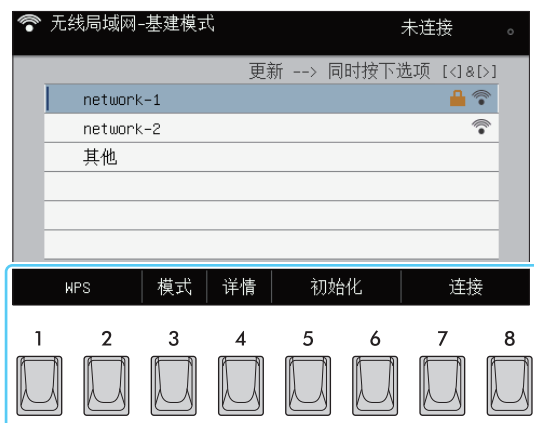 无线局域网-基建模式 未连接
更新 --> 同时按下选项 [<]&[>]
network-1
network-2
其他
WPS 模式 详情 初始化 连接
1 2 3 4 5 6 7 8